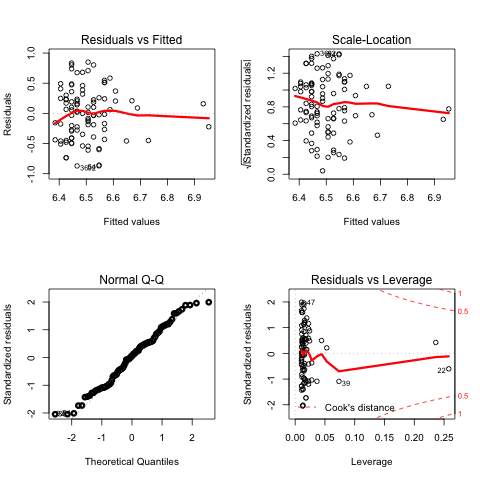 Residuals vs Fitted
Residuals
-1.0 -0.5 0.0 0.5 1.0
6.4 6.5 6.6 6.7 6.8 6.9
Fitted values
Scale-Location
√|Standardized residuals|
0.0 0.4 0.8 1.2
6.4 6.5 6.6 6.7 6.8 6.9
Fitted values
Normal Q-Q
Standardized residuals
-2 -1 0 1 2
-2 -1 0 1 2
Theoretical Quantiles
Residuals vs Leverage
Standardized residuals
-2 -1 0 1 2
47
39
22
1
0.5
0.5
1
Cook's distance
0.00 0.05 0.10 0.15 0.20 0.25
Leverage